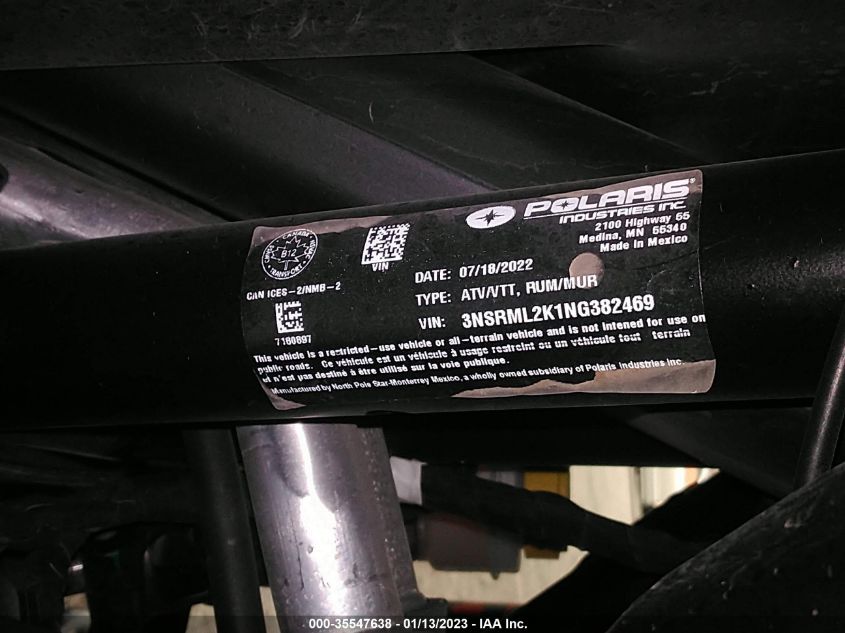 POLARIS®
INDUSTRIES INC.
2100 Highway 55
Medina, MN 55340
Made in Mexico
CANADA
B12
TRANSPORT
CAN ICES-2/NMB-2
7180897
VIN
DATE: 07/18/2022
TYPE: ATV/VTT, RUM/MUR
VIN: 3NSRML2K1NG382469
This vehicle is a restricted-use vehicle or all-terrain vehicle and is not intened for use on
public roads. Ce véhicule est un véhicule à usage restreint ou un véhicule tout terrain
et n'est pas destiné à être utilisé sur la voie publique.
Manufactured by North Pole Star-Monterrey Mexico, a wholly owned subsidiary of Polaris Industries Inc.
000-35547638 - 01/13/2023 - IAA Inc.